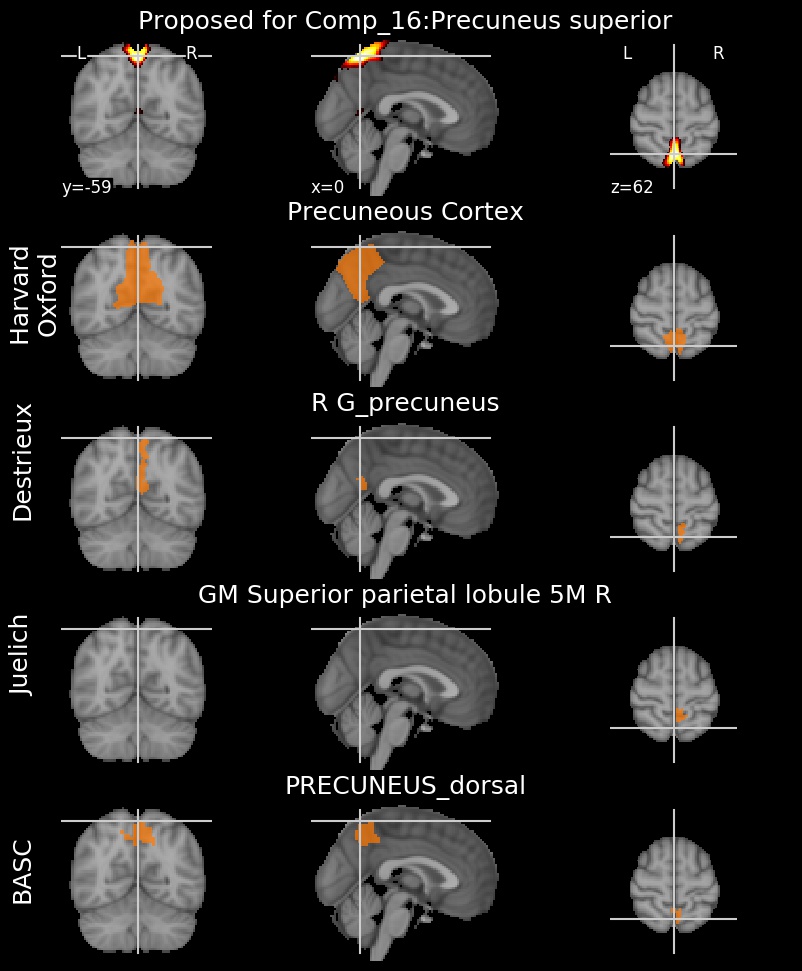 Proposed for Comp_16:Precuneus superior
L R
L R
y=-59
x=0
z=62
Precuneous Cortex
Harvard
Oxford
R G_precuneus
Destrieux
GM Superior parietal lobule 5M R
Juelich
PRECUNEUS_dorsal
BASC